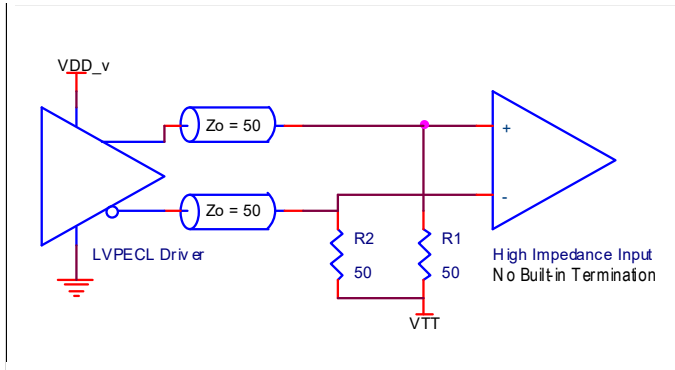 VDD_v
Zo = 50
+
Zo = 50
-
LVPECL Driver
R2
50
R1
50
High Impedance Input
No Built-in Termination
VTT